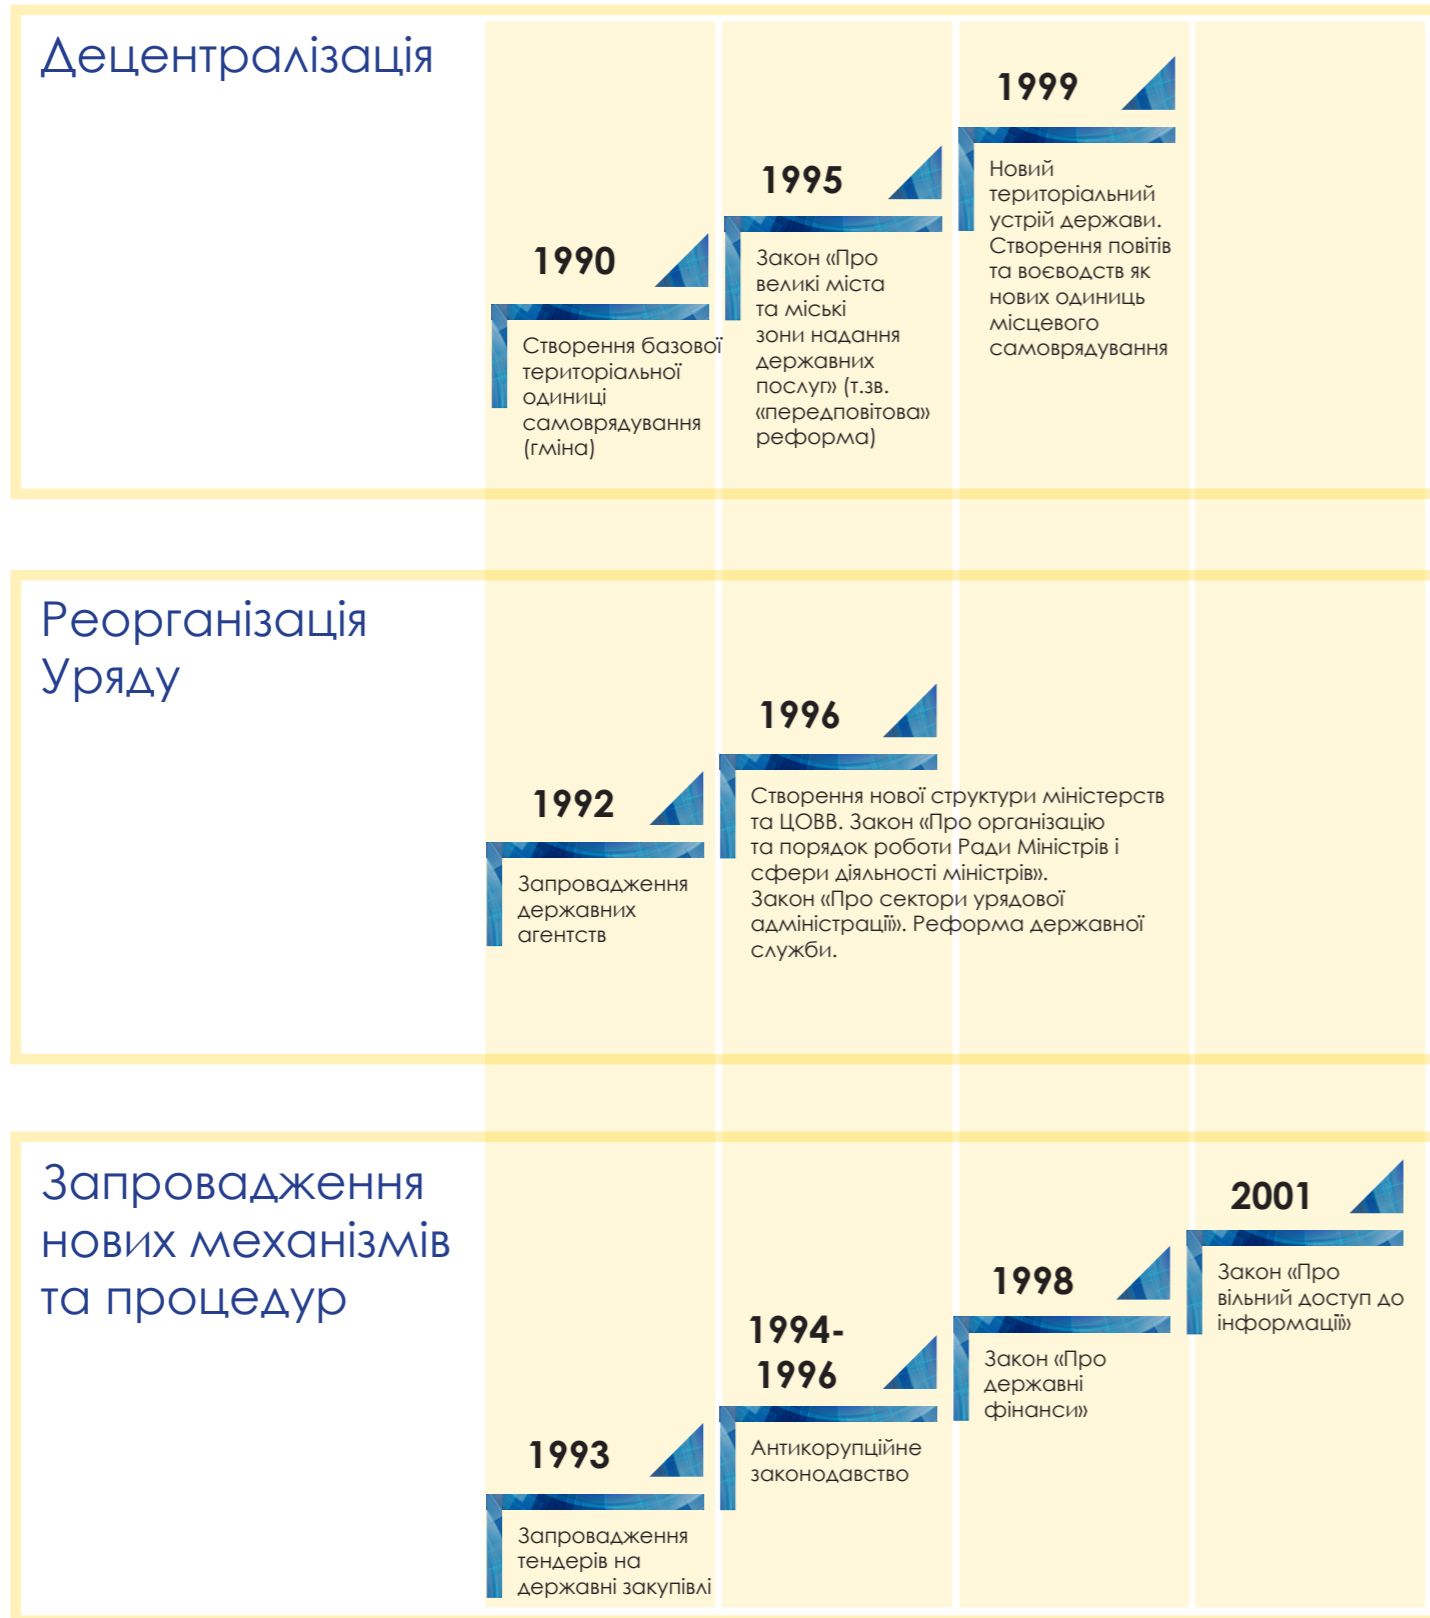 Децентралізація
1990
Створення базової
територіальної
одиниці
самоврядування
(гміна)
1995
Закон «Про
великі міста
та міські
зони надання
державних
послуг» (т.зв.
«передповітова»
реформа)
1999
Новий
територіальний
устрій держави.
Створення повітів
та воєводств як
нових одиниць
місцевого
самоврядування
Реорганізація
Уряду
1992
Запровадження
державних
агентств
1996
Створення нової структури міністерств
та ЦОВВ. Закон «Про організацію
та порядок роботи Ради Міністрів і
сфери діяльності міністрів».
Закон «Про сектори урядової
адміністрації». Реформа державної
служби.
Запровадження
нових механізмів
та процедур
1993
Запровадження
тендерів на
державні закупівлі
1994-
1996
Антикорупційне
законодавство
1998
Закон «Про
державні
фінанси»
2001
Закон «Про
вільний доступ до
інформації»